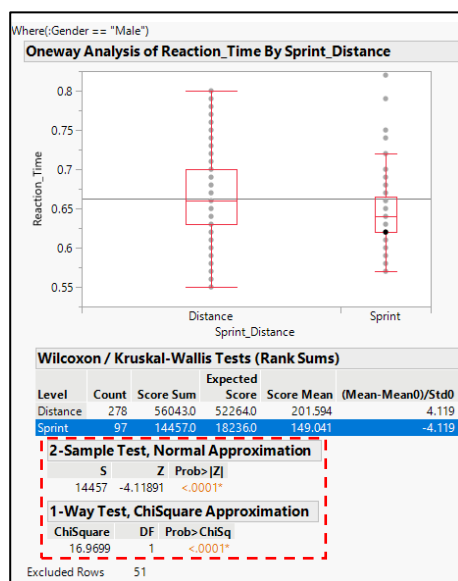 Where(:Gender == "Male")
Oneway Analysis of Reaction_Time By Sprint_Distance
0.8
0.75
0.7
0.65
0.6
0.55
Reaction_Time
Distance Sprint
Sprint_Distance
Wilcoxon / Kruskal-Wallis Tests (Rank Sums)
Expected
Level Count Score Sum Score Score Mean (Mean-Mean0)/Std0
Distance 278 56043.0 52264.0 201.594 4.119
Sprint 97 14457.0 18236.0 149.041 -4.119
2-Sample Test, Normal Approximation
S Z Prob>|Z|
14457 -4.11891 <.0001*
1-Way Test, ChiSquare Approximation
ChiSquare DF Prob>ChiSq
16.9699 1 <.0001*
Excluded Rows 51